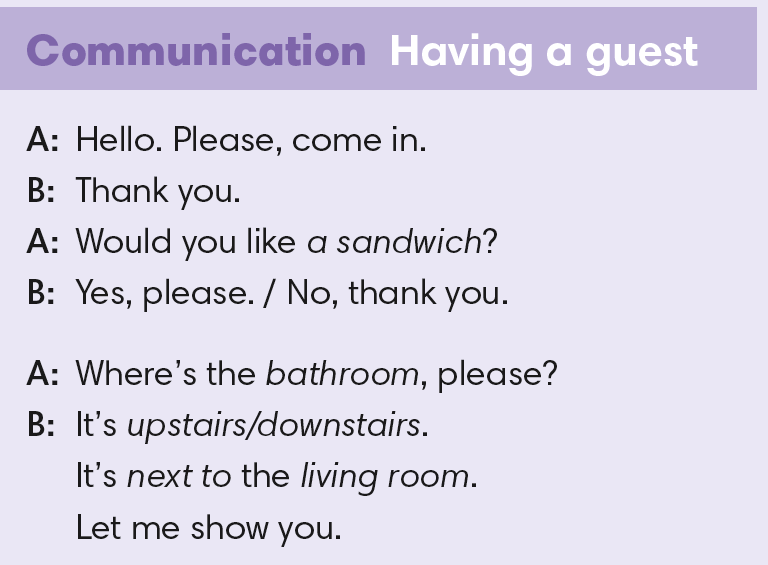 Communication Having a guest
A: Hello. Please, come in.
B: Thank you.
A: Would you like a sandwich?
B: Yes, please. / No, thank you.
A: Where’s the bathroom, please?
B: It’s upstairs/downstairs.
It’s next to the living room.
Let me show you.